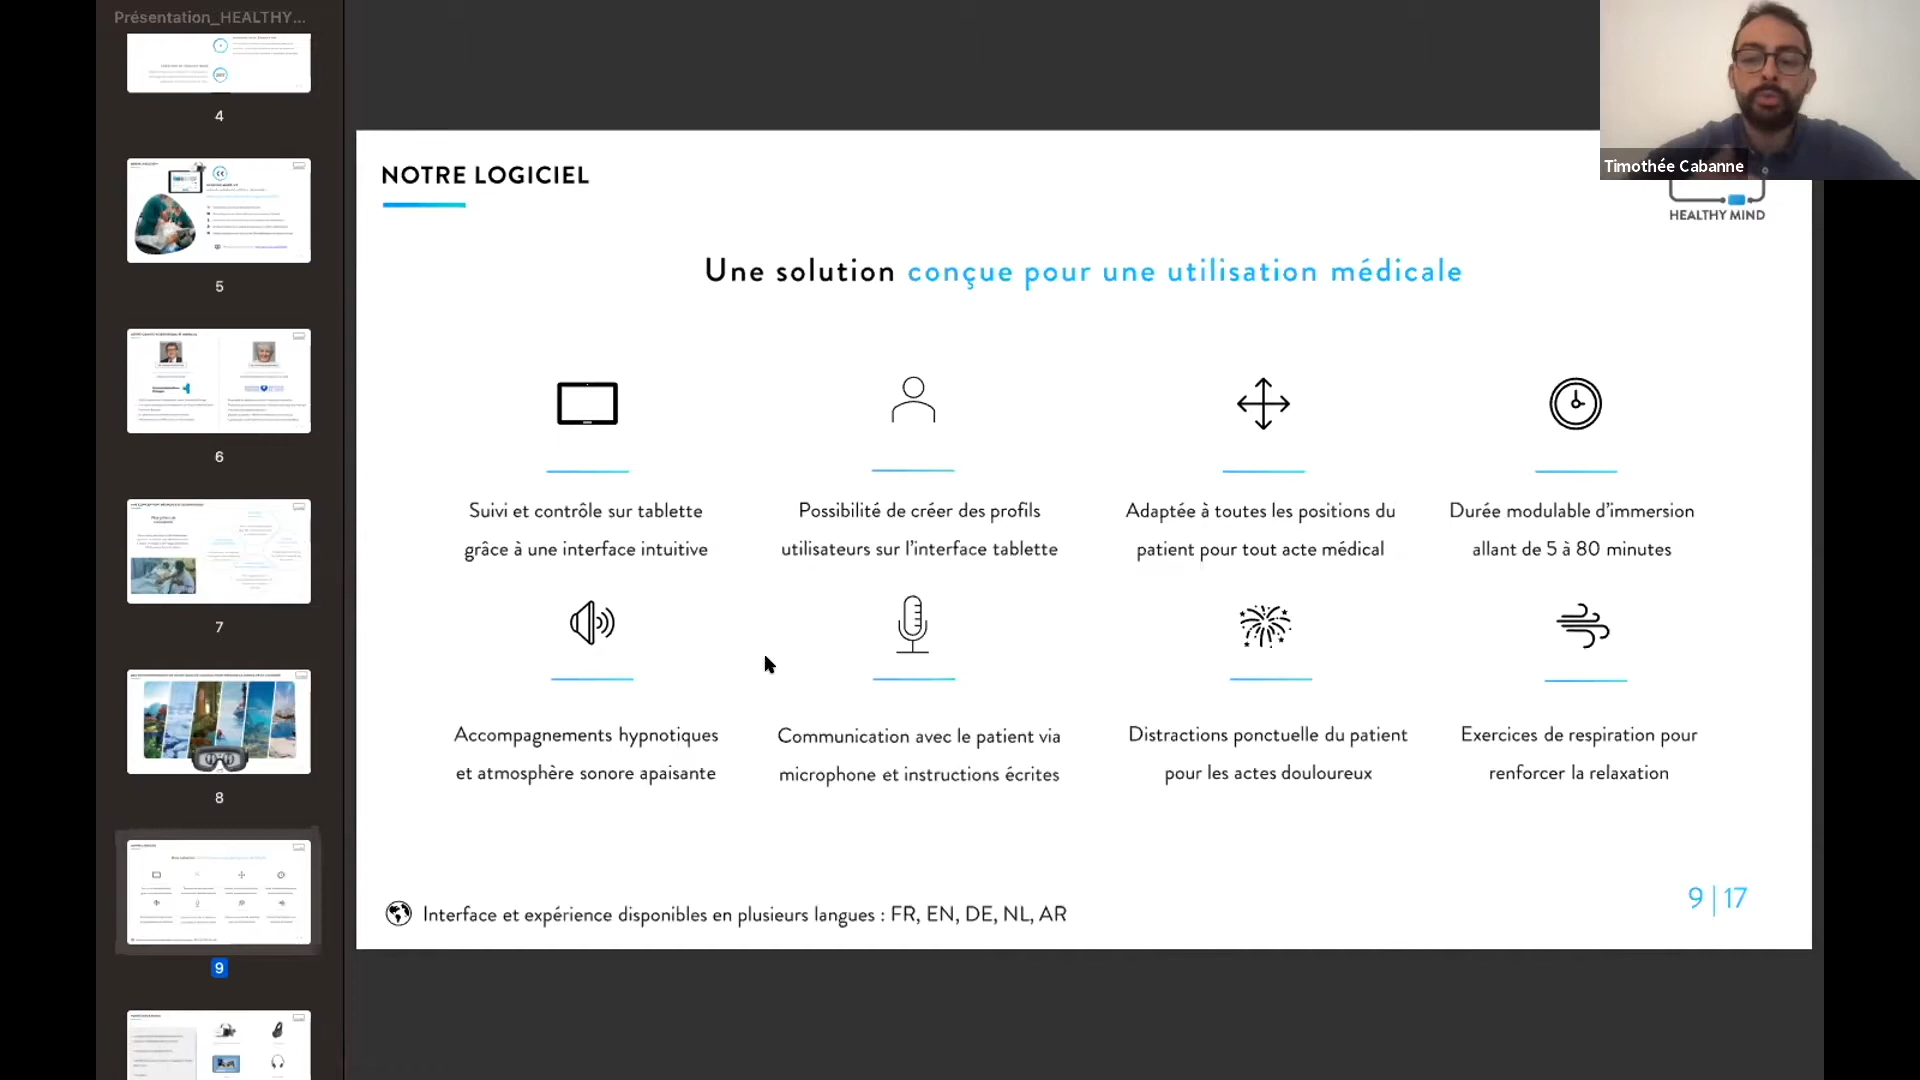 Présentation_HEALTHY...
4
5
6
7
8
9
Timothée Cabanne
NOTRE LOGICIEL
HEALTHY MIND
Une solution conçue pour une utilisation médicale
Suivi et contrôle sur tablette
grâce à une interface intuitive
Possibilité de créer des profils
utilisateurs sur l'interface tablette
Adaptée à toutes les positions du
patient pour tout acte médical
Durée modulable d'immersion
allant de 5 à 80 minutes
Accompagnements hypnotiques
et atmosphère sonore apaisante
Communication avec le patient via
microphone et instructions écrites
Distractions ponctuelle du patient
pour les actes douloureux
Exercices de respiration pour
renforcer la relaxation
Interface et expérience disponibles en plusieurs langues : FR, EN, DE, NL, AR
9 | 17